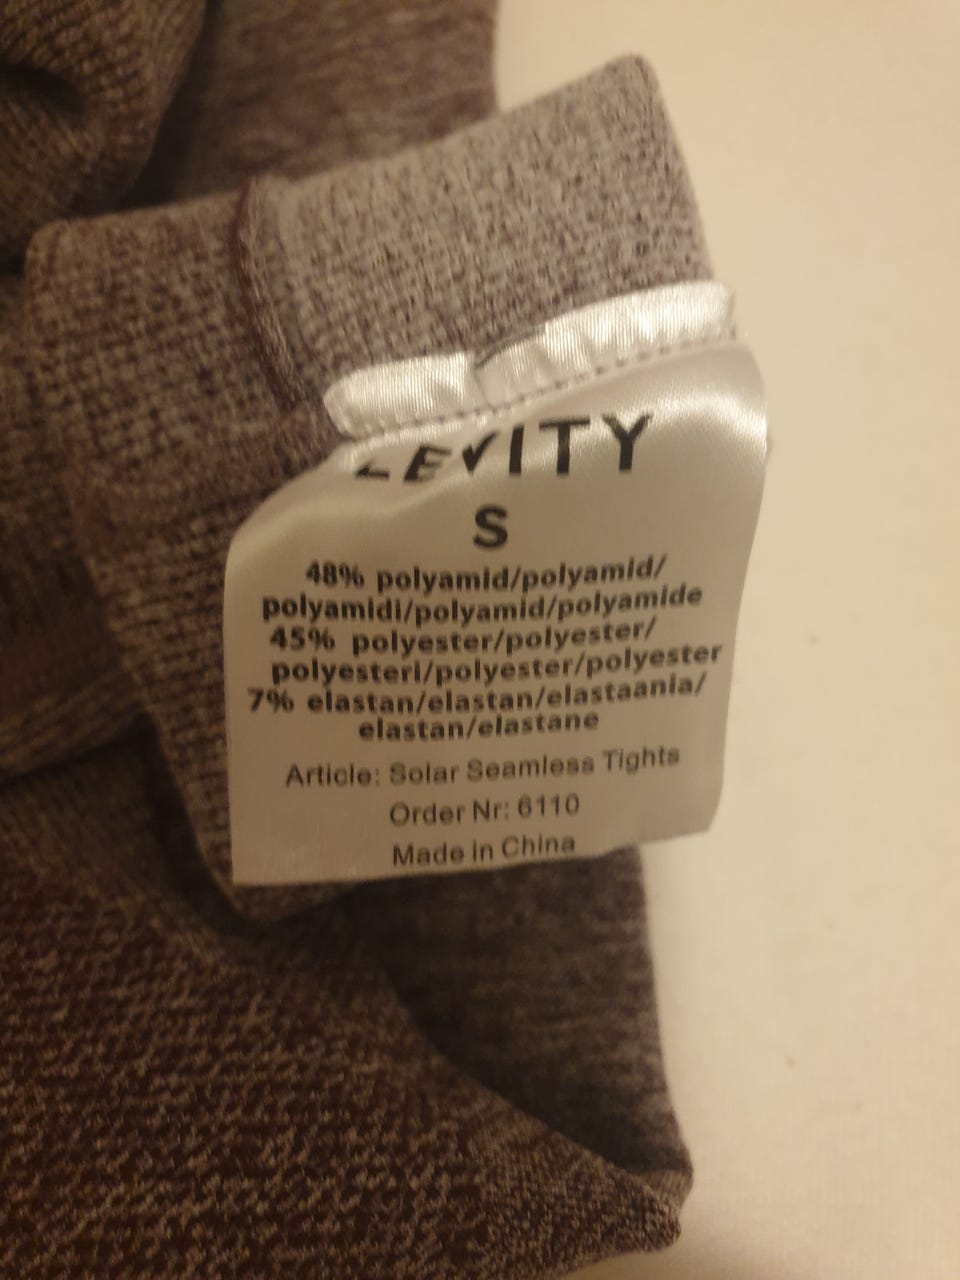 LEVITY
S
48% polyamid/polyamid/
polyamidi/polyamid/polyamide
45% polyester/polyester/
polyesteri/polyester/polyester
7% elastan/elastan/elastaania/
elastan/elastane
Article: Solar Seamless Tights
Order Nr: 6110
Made in China